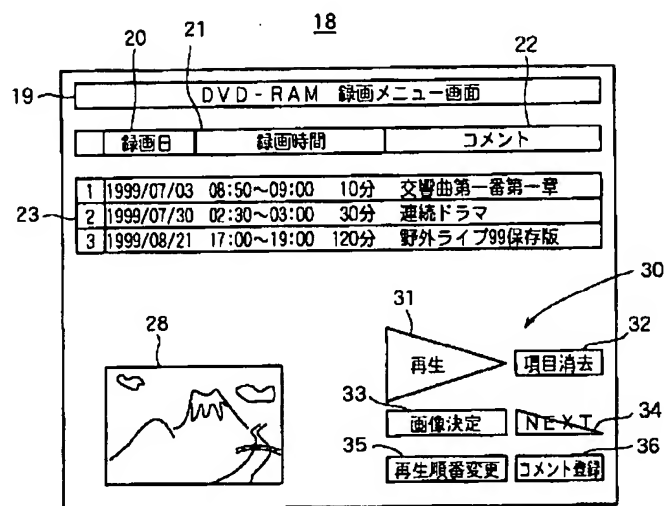 18
20 21 22
19 DVD-RAM 録画メニュー画面
録画日 録画時間 コメント
23
1 1999/07/03 08:50~09:00 10分 交響曲第一番第一章
2 1999/07/30 02:30~03:00 30分 連続ドラマ
3 1999/08/21 17:00~19:00 120分 野外ライブ99保存版
30
31
28 32
再生 項目消去
33
画像決定 NEXT 34
35 36
再生順番変更 コメント登録